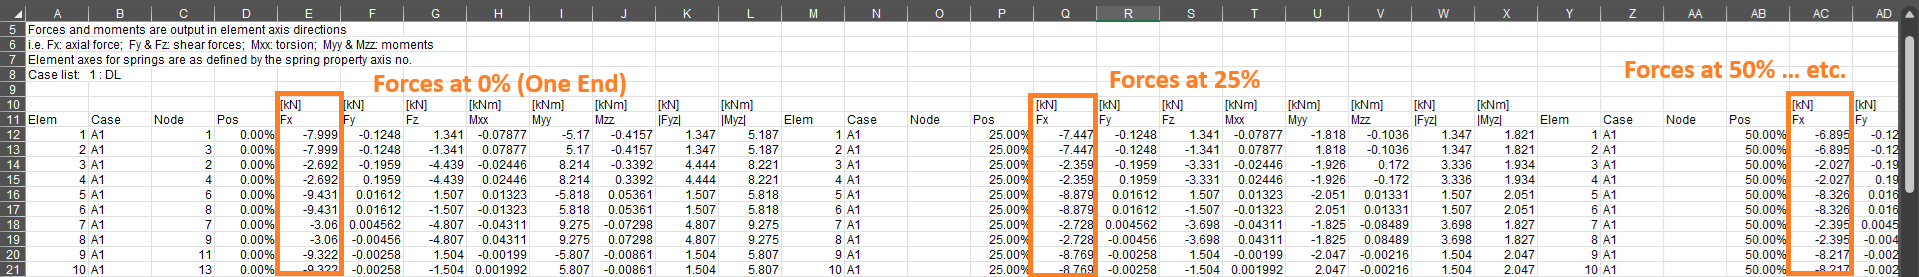 A B C D E F G H I J K L M N O P Q R S T U V W X Y Z AA AB AC AD
5 Forces and moments are output in element axis directions
6 i.e. Fx: axial force; Fy & Fz: shear forces; Mxx: torsion; Myy & Mzz: moments
7 Element axes for springs are as defined by the spring property axis no.
8 Case list: 1 : DL
Forces at 0% (One End) Forces at 25% Forces at 50% ... etc.
9
10 [kN] [kN] [kN] [kNm] [kNm] [kNm] [kN] [kNm] [kN] [kN] [kN] [kNm] [kNm] [kNm] [kN] [kNm] [kN] [kN]
11 Elem Case Node Pos Fx Fy Fz Mxx Myy Mzz |Fyz| |Myz| Elem Case Node Pos Fx Fy Fz Mxx Myy Mzz |Fyz| |Myz| Elem Case Node Pos Fx Fy
12 1 A1 1 0.00% -7.999 -0.1248 1.341 -0.07877 -5.17 -0.4157 1.347 5.187 1 A1 25.00% -7.447 -0.1248 1.341 -0.07877 -1.818 -0.1036 1.347 1.821 1 A1 50.00% -6.895 -0.12
13 2 A1 3 0.00% -7.999 -0.1248 -1.341 0.07877 5.17 -0.4157 1.347 5.187 2 A1 25.00% -7.447 -0.1248 -1.341 0.07877 1.818 -0.1036 1.347 1.821 2 A1 50.00% -6.895 -0.12
14 3 A1 2 0.00% -2.692 -0.1959 -4.439 -0.02446 8.214 -0.3392 4.444 8.221 3 A1 25.00% -2.359 -0.1959 -3.331 -0.02446 -1.926 0.172 3.336 1.934 3 A1 50.00% -2.027 -0.19
15 4 A1 4 0.00% -2.692 0.1959 -4.439 0.02446 8.214 0.3392 4.444 8.221 4 A1 25.00% -2.359 0.1959 -3.331 0.02446 -1.926 -0.172 3.336 1.934 4 A1 50.00% -2.027 0.19
16 5 A1 6 0.00% -9.431 0.01612 1.507 0.01323 -5.818 0.05361 1.507 5.818 5 A1 25.00% -8.879 0.01612 1.507 0.01323 -2.051 0.01331 1.507 2.051 5 A1 50.00% -8.326 0.016
17 6 A1 8 0.00% -9.431 0.01612 -1.507 -0.01323 5.818 0.05361 1.507 5.818 6 A1 25.00% -8.879 0.01612 -1.507 -0.01323 2.051 0.01331 1.507 2.051 6 A1 50.00% -8.326 0.016
18 7 A1 7 0.00% -3.06 0.004562 -4.807 -0.04311 9.275 -0.07298 4.807 9.275 7 A1 25.00% -2.728 0.004562 -3.698 -0.04311 -1.825 -0.08489 3.698 1.827 7 A1 50.00% -2.395 0.0045
19 8 A1 9 0.00% -3.06 -0.00456 -4.807 0.04311 9.275 0.07298 4.807 9.275 8 A1 25.00% -2.728 -0.00456 -3.698 0.04311 -1.825 0.08489 3.698 1.827 8 A1 50.00% -2.395 -0.004
20 9 A1 11 0.00% -9.322 -0.00258 1.504 -0.00199 -5.807 -0.00861 1.504 5.807 9 A1 25.00% -8.769 -0.00258 1.504 -0.00199 -2.047 -0.00216 1.504 2.047 9 A1 50.00% -8.217 -0.002
21 10 A1 13 0.00% -9.322 -0.00258 -1.504 0.001992 5.807 -0.00861 1.504 5.807 10 A1 25.00% -8.769 -0.00258 -1.504 0.001992 2.047 -0.00216 1.504 2.047 10 A1 50.00% -8.217 -0.002